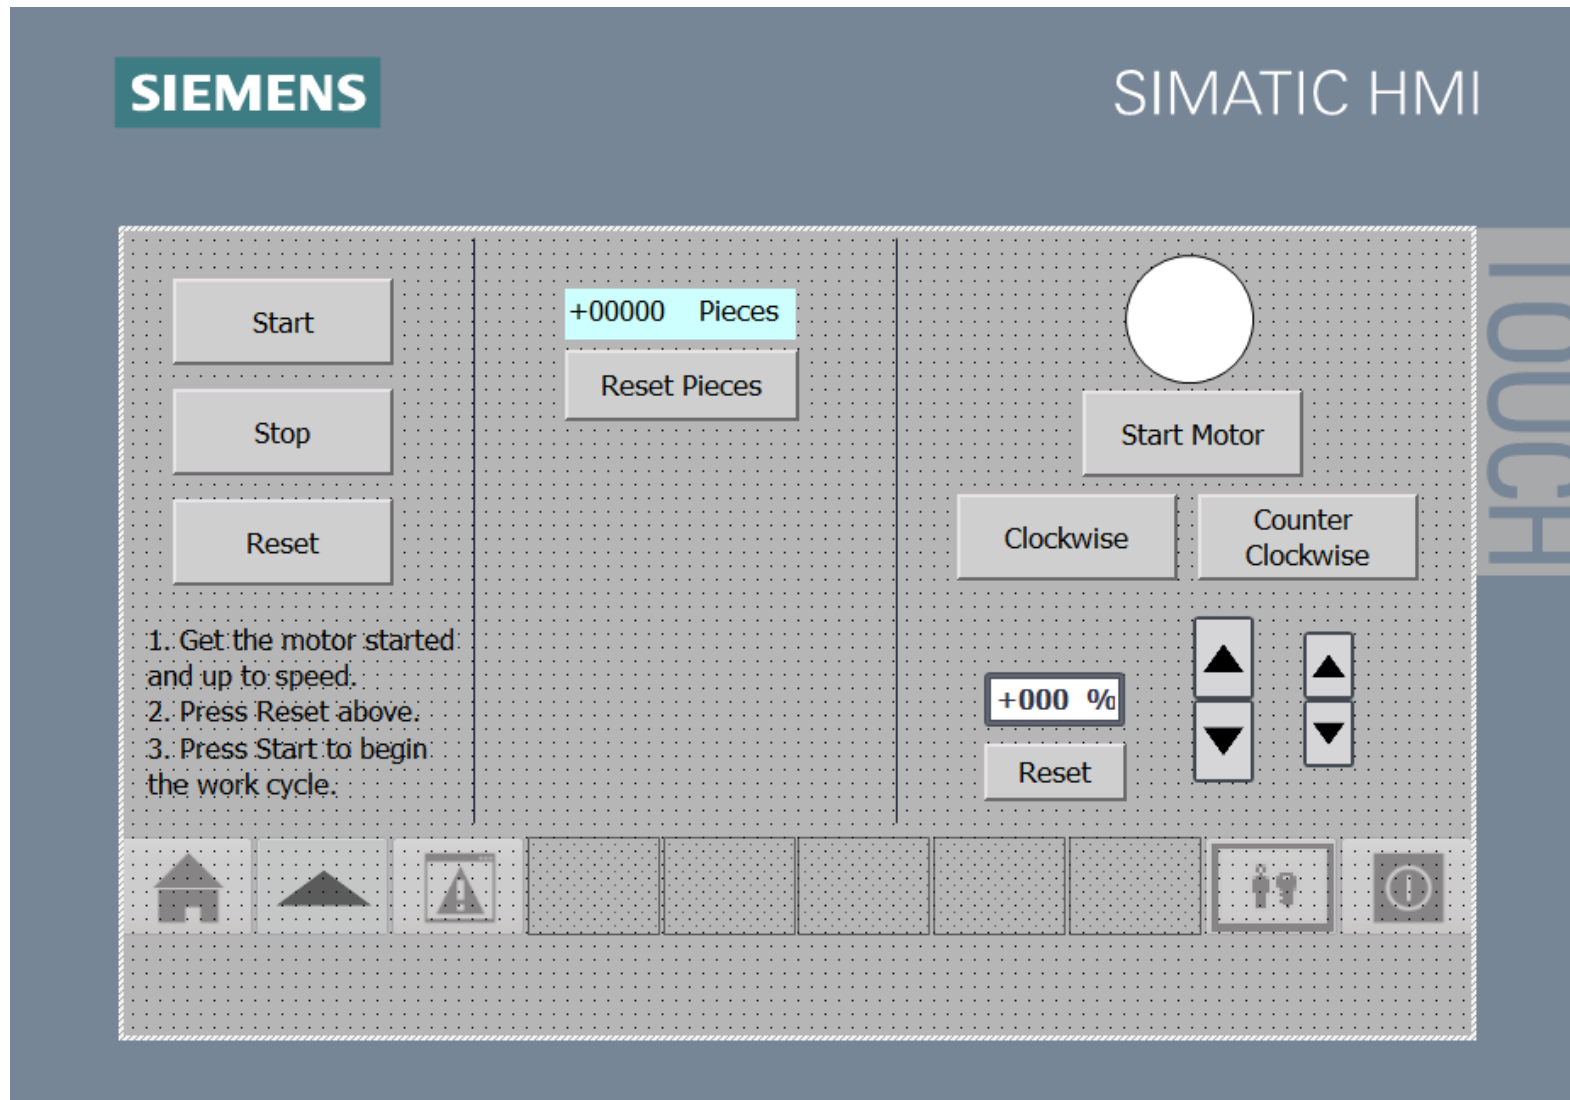 SIEMENS
SIMATIC HMI
TOUCH
Start
Stop
Reset
1. Get the motor started
and up to speed.
2. Press Reset above.
3. Press Start to begin
the work cycle.
+00000 Pieces
Reset Pieces
Start Motor
Clockwise
Counter
Clockwise
+000 %
Reset